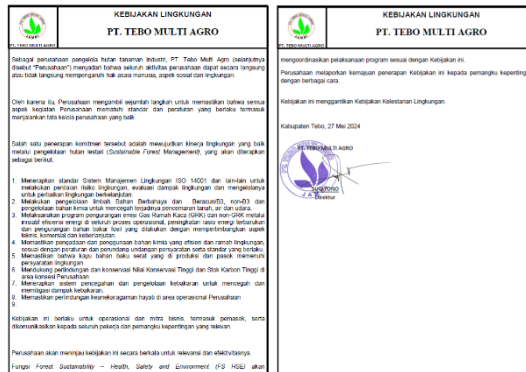 KEBIJAKAN LINGKUNGAN
PT. TEBO MULTI AGRO
PT. TEBO MULTI AGRO
Sebagai perusahaan pengelola hutan tanaman industri, PT. Tebo Multi Agro (selanjutnya
disebut "Perusahaan") menyadari bahwa seluruh aktivitas perusahaan dapat secara langsung
atau tidak langsung mempengaruhi hak asasi manusia, aspek sosial dan lingkungan.
Oleh karena itu, Perusahaan mengambil sejumlah langkah untuk memastikan bahwa semua
aspek kegiatan Perusahaan mematuhi standar dan peraturan yang berlaku termasuk
menjalankan tata kelola perusahaan yang baik.
Salah satu penerapan komitmen tersebut adalah mewujudkan kinerja lingkungan yang baik
melalui pengelolaan hutan lestari (Sustainable Forest Management), yang akan diterapkan
sebagai berikut:
1. Menerapkan standar Sistem Manajemen Lingkungan ISO 14001 dan lain-lain untuk
melakukan penilaian risiko lingkungan, evaluasi dampak lingkungan dan mengelolanya
untuk perbaikan lingkungan berkelanjutan.
2. Melakukan pengelolaan limbah Bahan Berbahaya dan Beracun/B3, non-B3 dan
pengelolaan bahan kimia untuk mencegah terjadinya pencemaran tanah, air dan udara.
3. Melaksanakan program pengurangan emisi Gas Rumah Kaca (GRK) dan non-GRK melalui
inisiatif efisiensi energi di seluruh proses operasional, peningkatan rasio energi terbarukan
dan pengurangan bahan bakar fosil yang dilakukan dengan mempertimbangkan aspek
teknis, komersial dan keberlanjutan.
4. Memastikan pengadaan dan penggunaan bahan kimia yang efisien dan ramah lingkungan,
sesuai dengan peraturan dan perundang undangan persyaratan serta standar yang berlaku.
5. Memastikan bahwa kayu bahan baku serat yang di produksi dan pasok memenuhi
persyaratan lingkungan.
6. Mendukung perlindungan dan konservasi Nilai Konservasi Tinggi dan Stok Karbon Tinggi di
area konsesi Perusahaan.
7. Menerapkan sistem pencegahan dan pengelolaan kebakaran untuk mencegah dan
mitigasi dampak kebakaran.
8. Memastikan perlindungan keanekaragaman hayati di area operasional Perusahaan
9.
Kebijakan ini berlaku untuk operasional dan mitra bisnis, termasuk pemasok, serta
dikomunikasikan kepada seluruh pekerja dan pemangku kepentingan yang relevan.
Perusahaan akan meninjau kebijakan ini secara berkala untuk relevansi dan efektivitasnya.
Fungsi Forest Sustainability – Health, Safety and Environment (FS HSE) akan
KEBIJAKAN LINGKUNGAN
PT. TEBO MULTI AGRO
PT. TEBO MULTI AGRO
mengoordinasikan pelaksanaan program sesuai dengan Kebijakan ini.
Perusahaan melaporkan kemajuan penerapan Kebijakan ini kepada pemangku kepentingan
dengan berbagai cara.
Kebijakan ini menggantikan Kebijakan Kelestarian Lingkungan.
Kabupaten Tebo, 27 Mei 2024
PT TEBO MULTI AGRO
SUGIYONO
Direktur